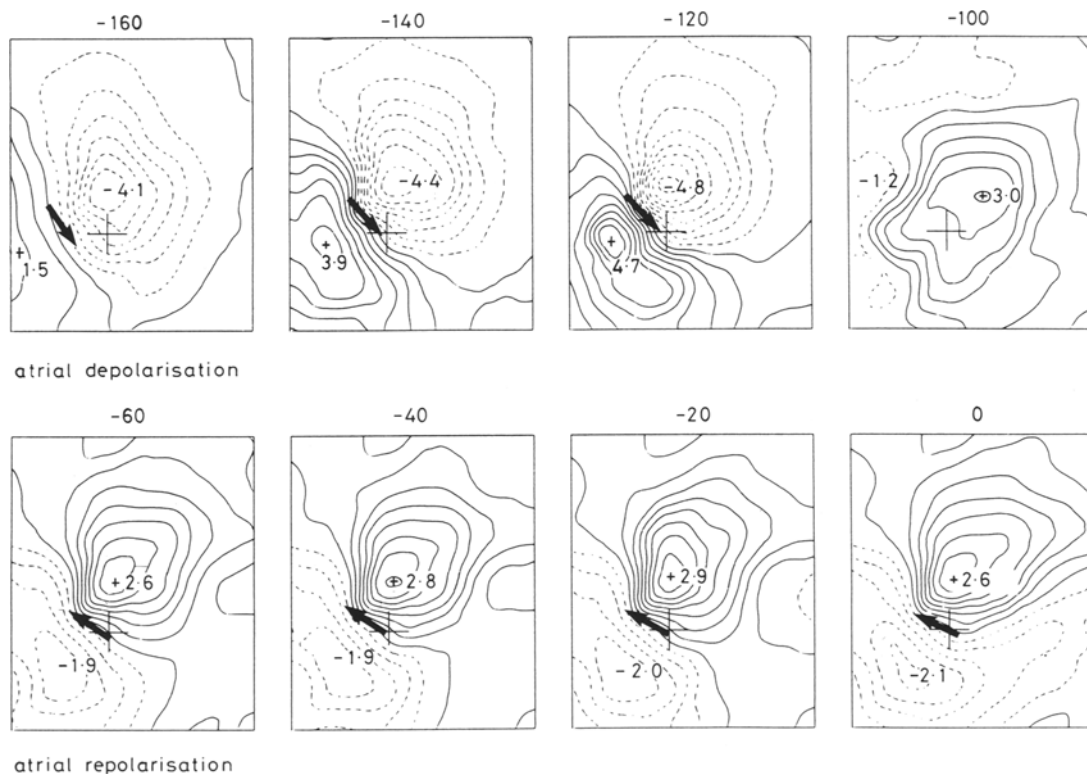 -160 -140 -120 -100
-4·1 -4·4 -4·8 -1·2 +3·0
+ 1·5 + 3·9 + 4·7
atrial depolarisation
-60 -40 -20 0
+2·6 +2·8 +2·9 +2·6
-1·9 -1·9 -2·0 -2·1
atrial repolarisation